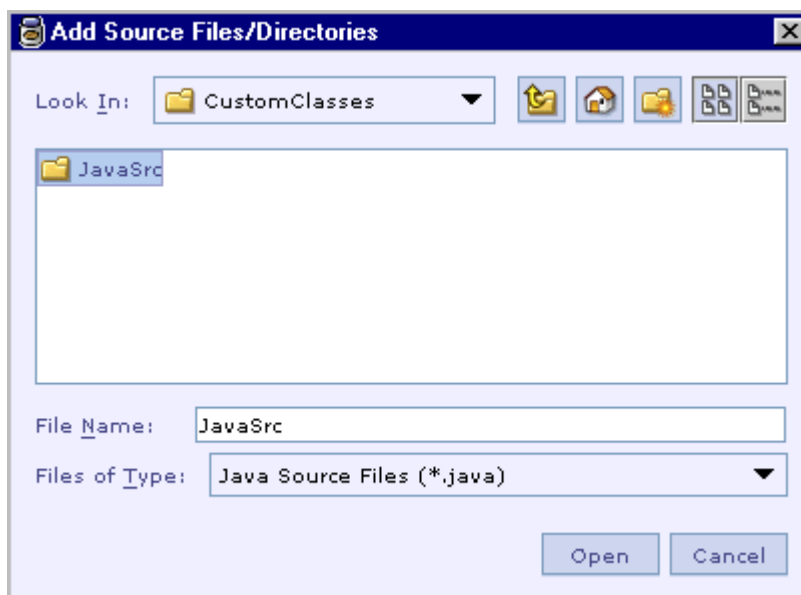 Add Source Files/Directories
Look In: CustomClasses
JavaSrc
File Name: JavaSrc
Files of Type: Java Source Files (*.java)
Open Cancel